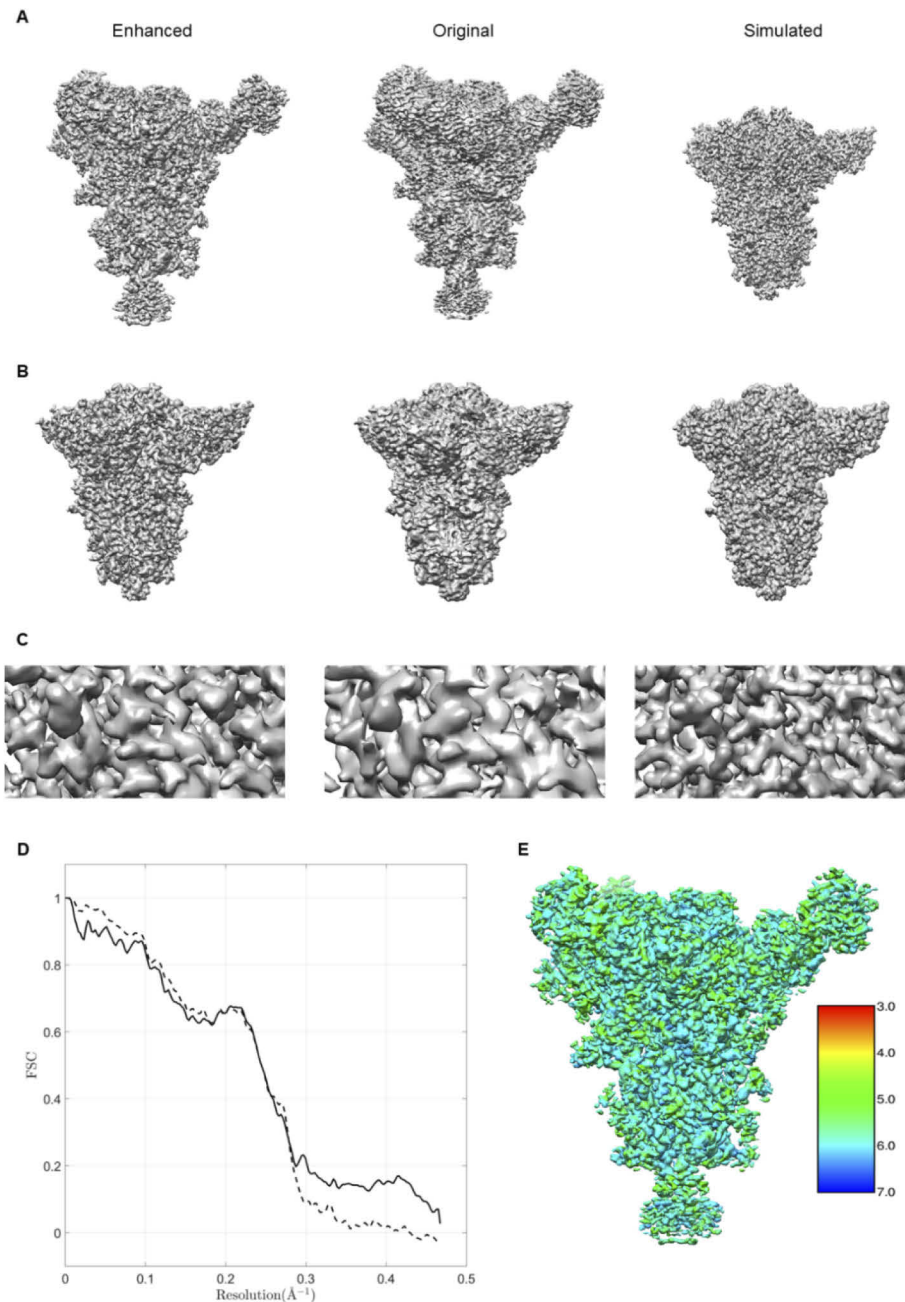 A
Enhanced Original Simulated
B
C
D
E
1
0.8
0.6
0.4
0.2
0
FSC
0 0.1 0.2 0.3 0.4 0.5
Resolution(Å⁻¹)
3.0
4.0
5.0
6.0
7.0